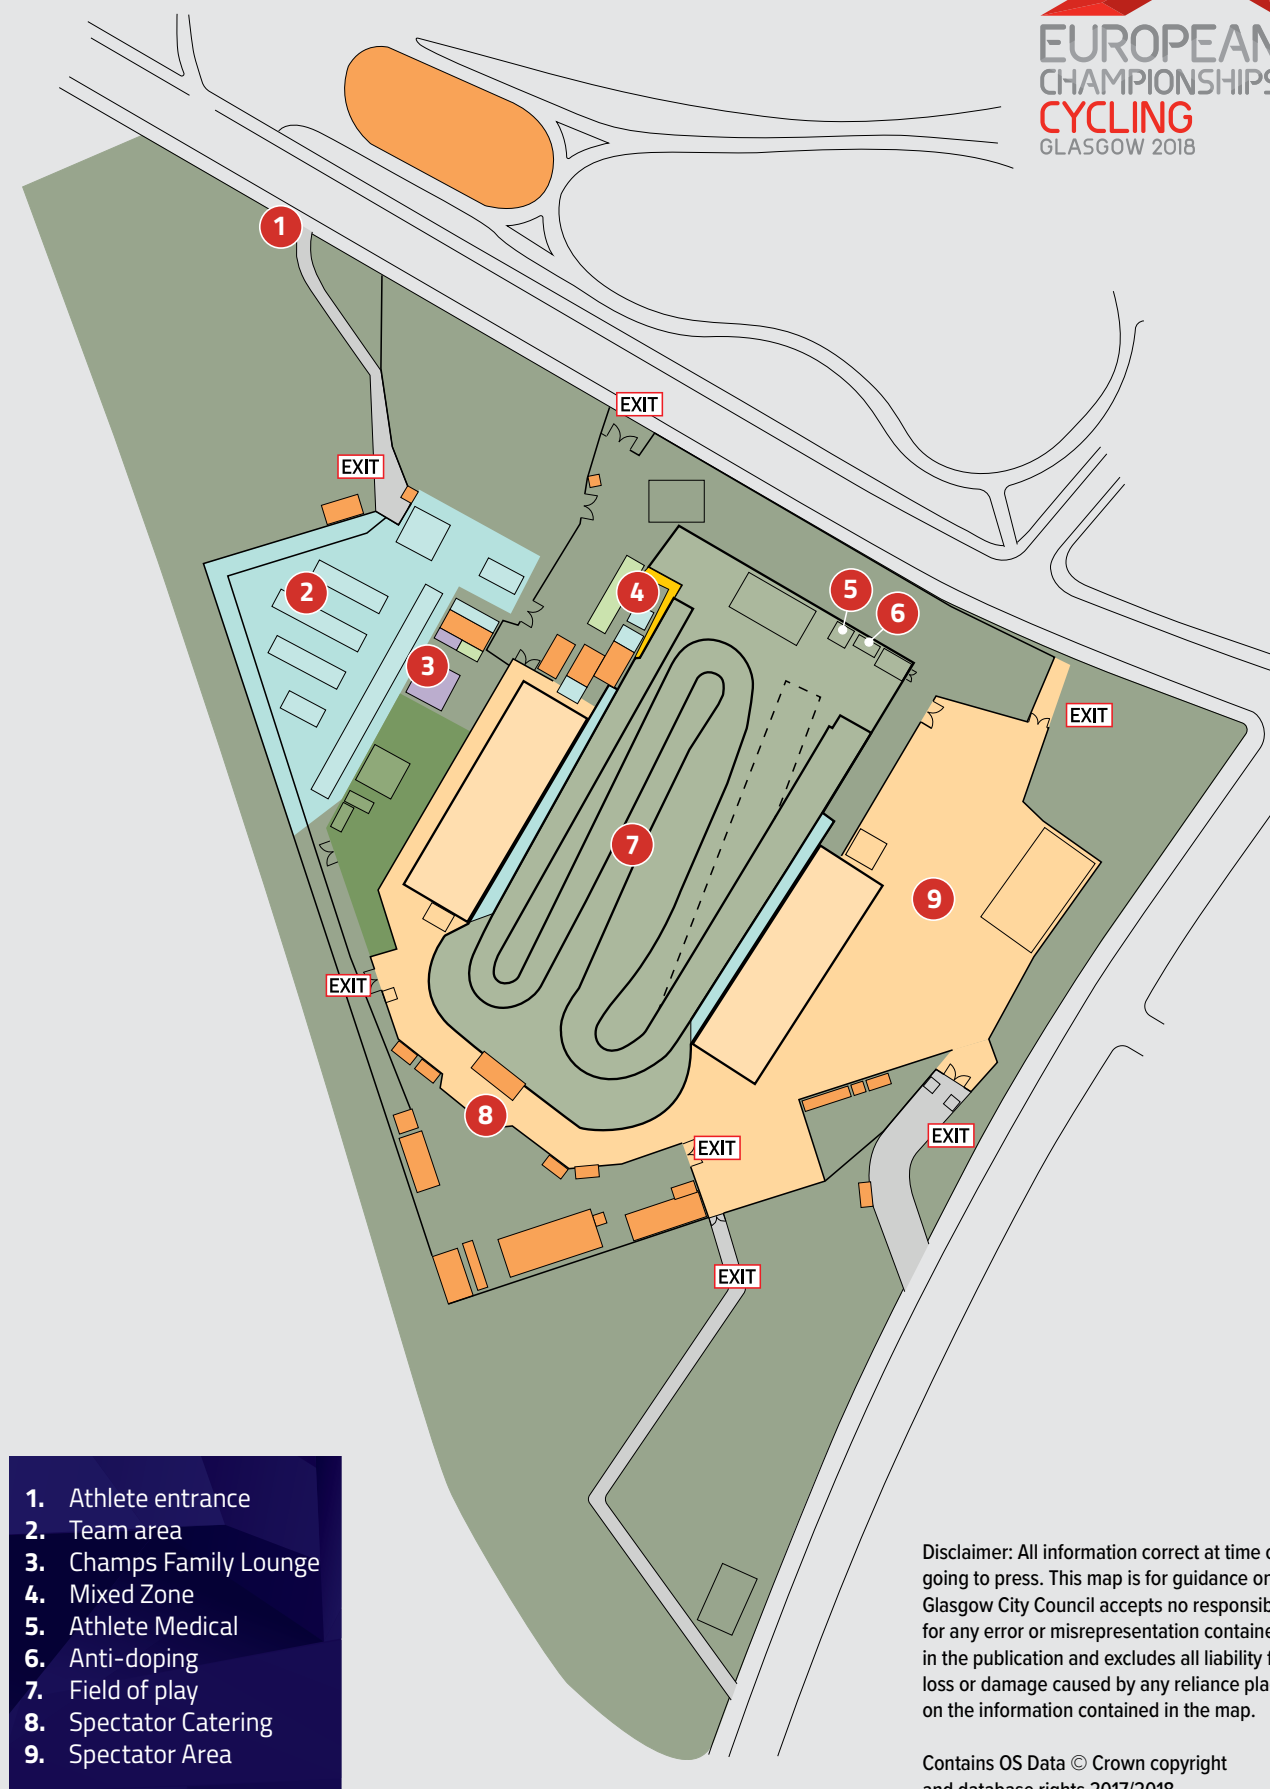 EUROPEAN
CHAMPIONSHIPS
CYCLING
GLASGOW 2018
1
EXIT
EXIT
2
4
5
6
3
EXIT
7
9
EXIT
8
EXIT
EXIT
EXIT
1. Athlete entrance
2. Team area
3. Champs Family Lounge
4. Mixed Zone
5. Athlete Medical
6. Anti-doping
7. Field of play
8. Spectator Catering
9. Spectator Area
Disclaimer: All information correct at time
going to press. This map is for guidance
Glasgow City Council accepts no
for any error or misrepresentation
in the publication and excludes all liability
loss or damage caused by any reliance
on the information contained in the map.
Contains OS Data © Crown copyright
and database rights 2017/2018